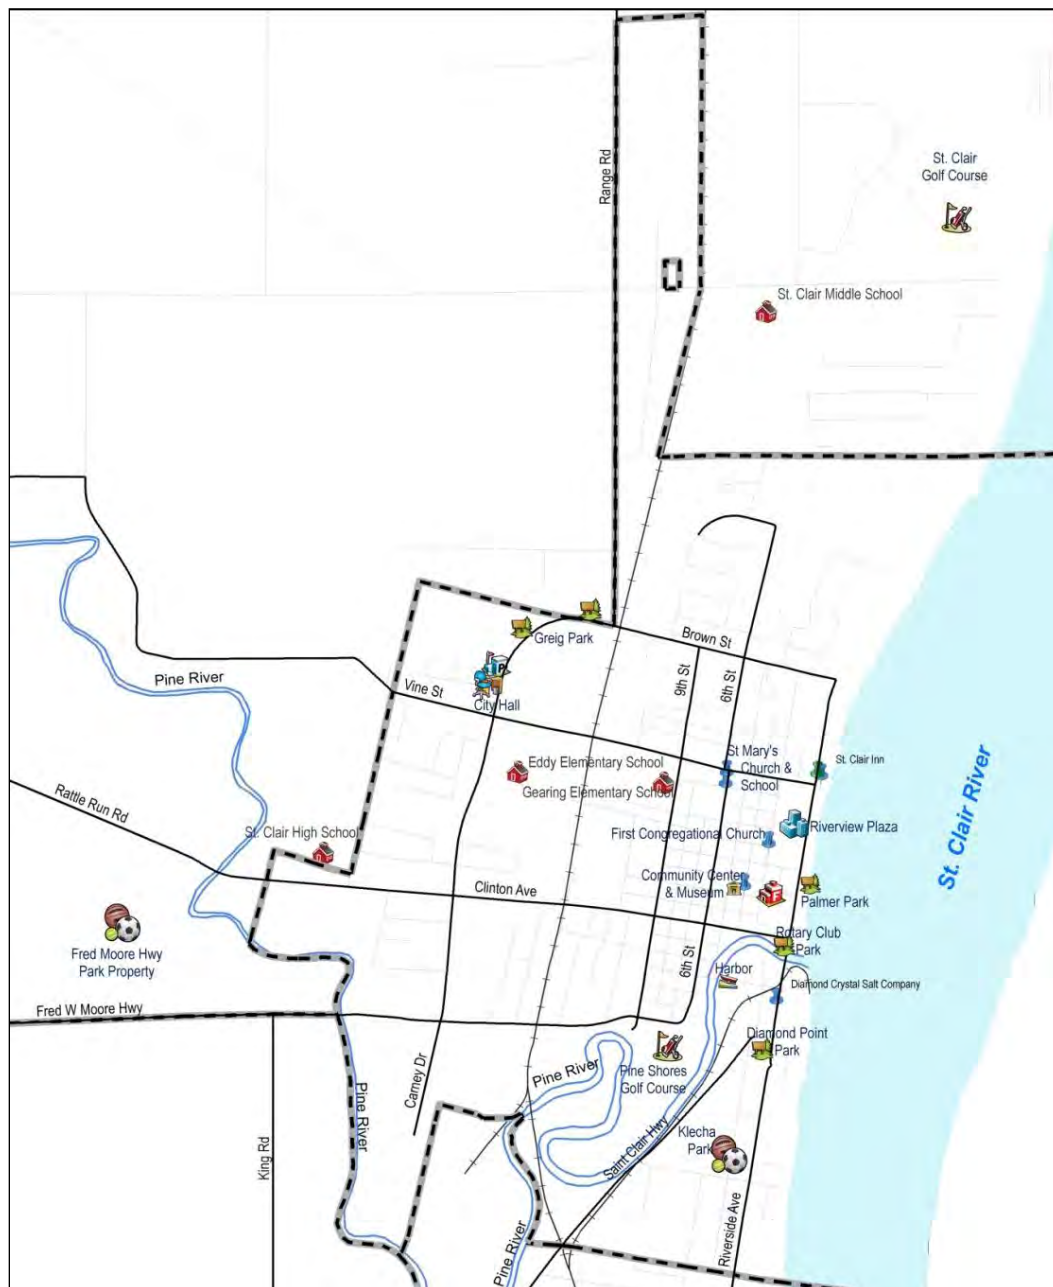 St. Clair
Golf Course
Range Rd
St. Clair Middle School
Brown St
Greig Park
9th St
6th St
Pine River
Vine St
City Hall
St. Clair River
St Mary's
Church &
School
St. Clair Inn
Eddy Elementary School
Gearing Elementary School
Rattle Run Rd
St. Clair High School
First Congregational Church
Riverview Plaza
Clinton Ave
Community Center
& Museum
F
Palmer Park
Fred Moore Hwy
Park Property
Rotary Club
Park
6th St
Harbor
Diamond Crystal Salt Company
Fred W Moore Hwy
Diamond Point
Park
Pine Shores
Golf Course
Pine River
Carney Dr
Pine River
King Rd
Saint Clair Hwy
Klecha
Park
Riverside Ave
Pine River